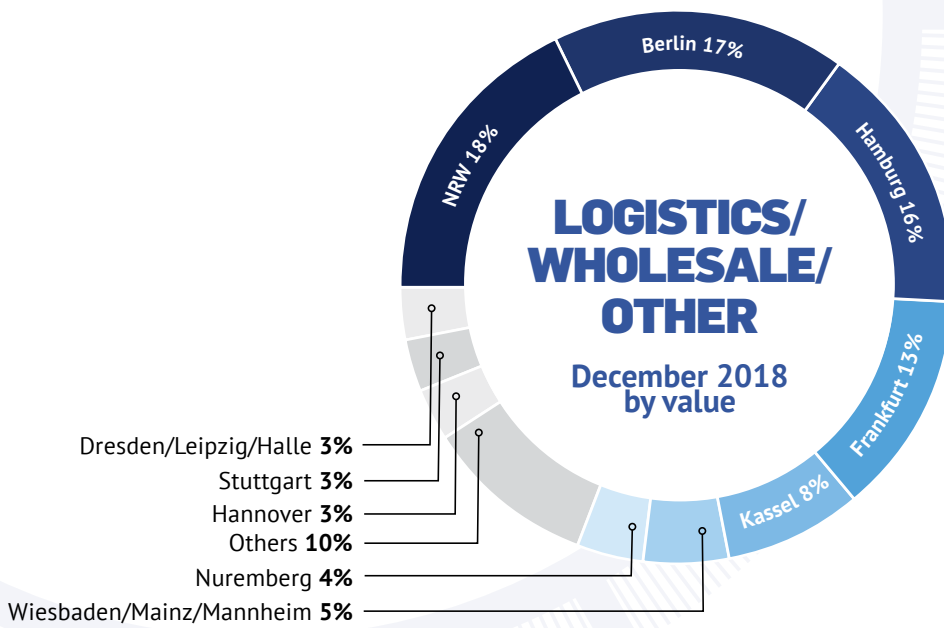 Berlin 17%
NRW 18%
Hamburg 16%
LOGISTICS/
WHOLESALE/
OTHER
December 2018
by value
Frankfurt 13%
Kassel 8%
Dresden/Leipzig/Halle 3%
Stuttgart 3%
Hannover 3%
Others 10%
Nuremberg 4%
Wiesbaden/Mainz/Mannheim 5%